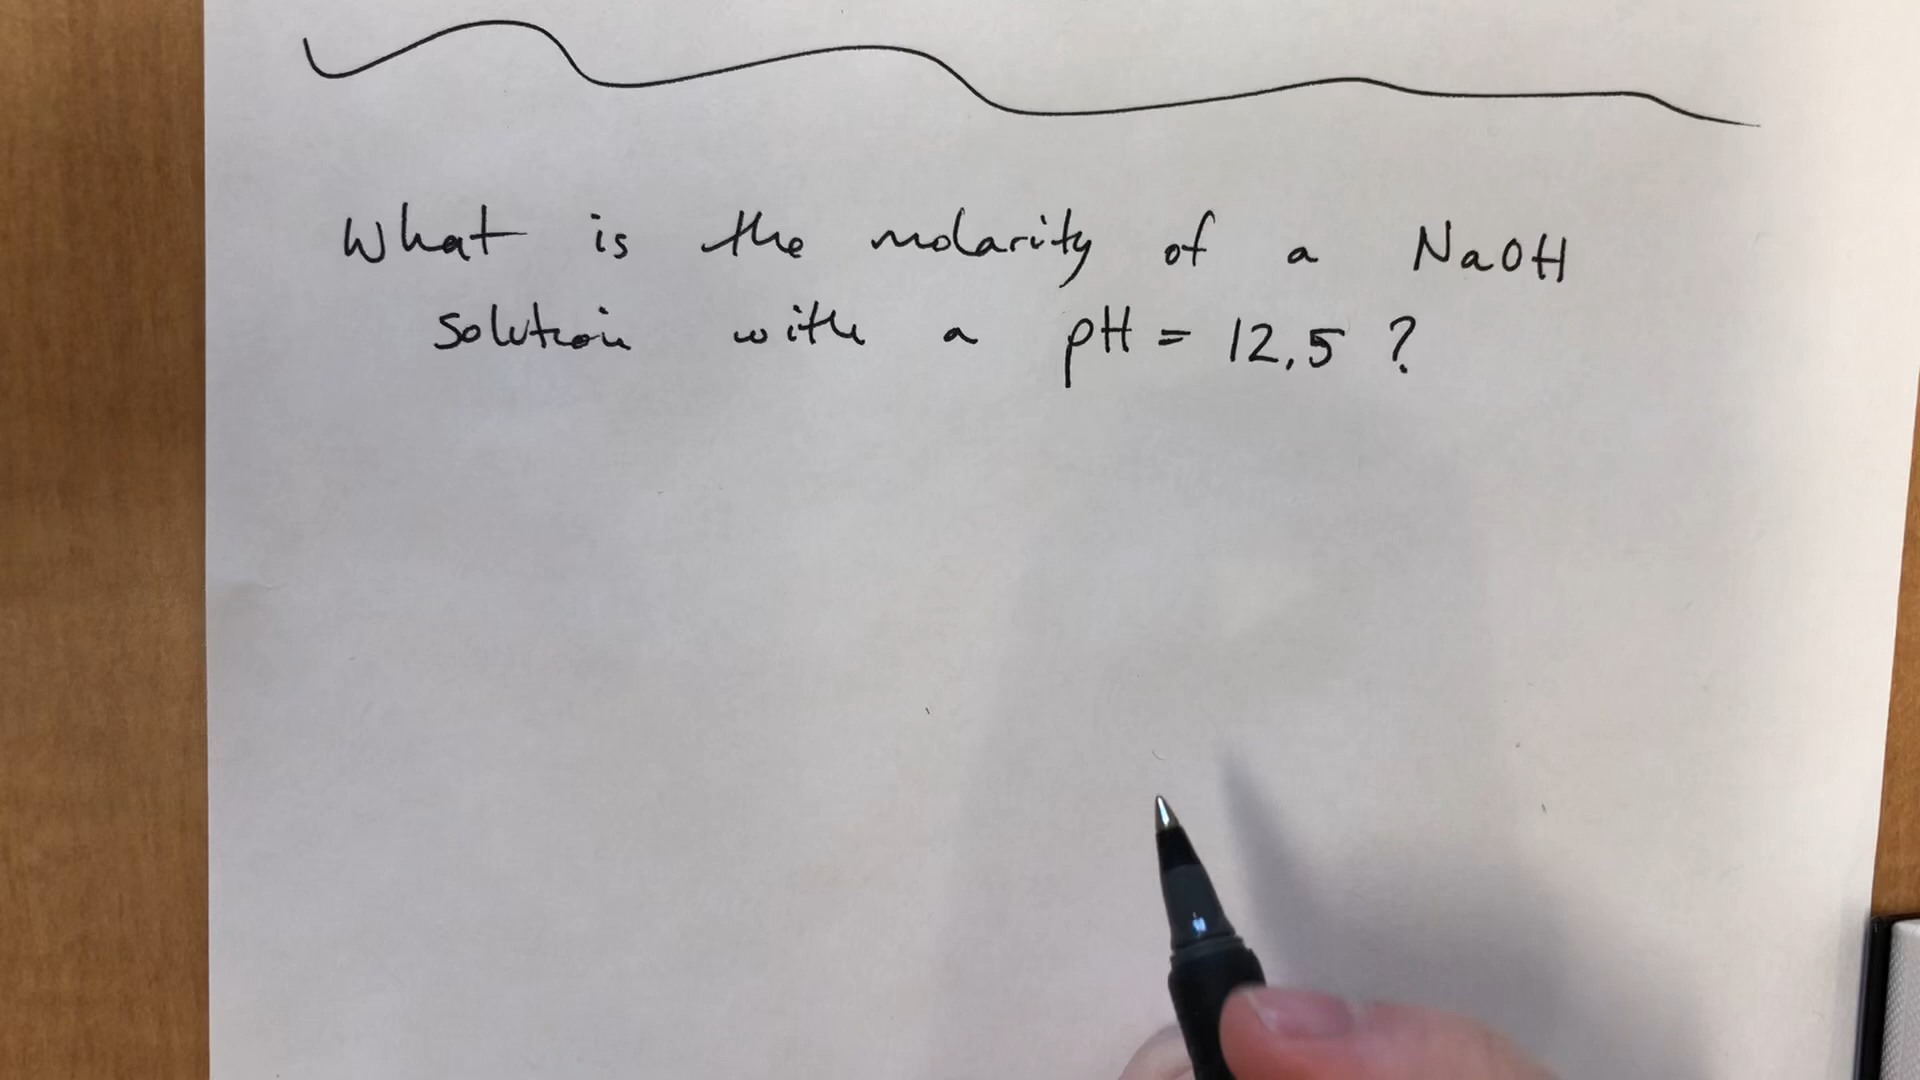 What is the molarity of a NaOH
solution with a pH = 12.5 ?